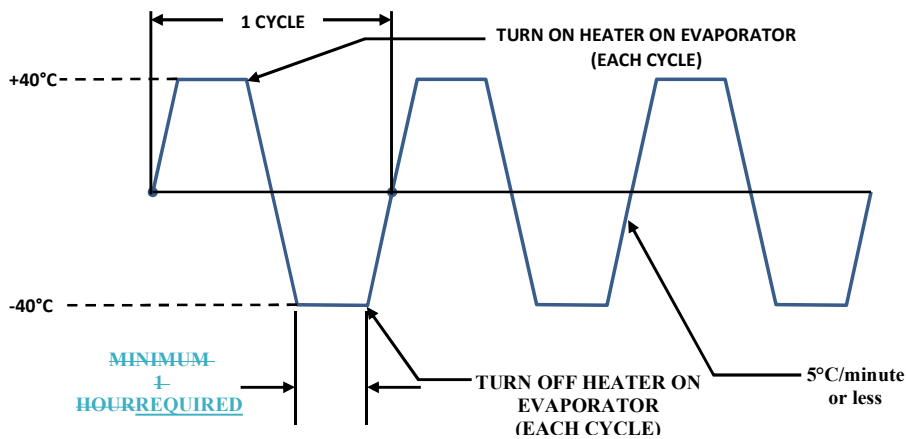 1 CYCLE
TURN ON HEATER ON EVAPORATOR
(EACH CYCLE)
+40°C
-40°C
MINIMUM
1
HOURREQUIRED
TURN OFF HEATER ON
EVAPORATOR
(EACH CYCLE)
5°C/minute
or less